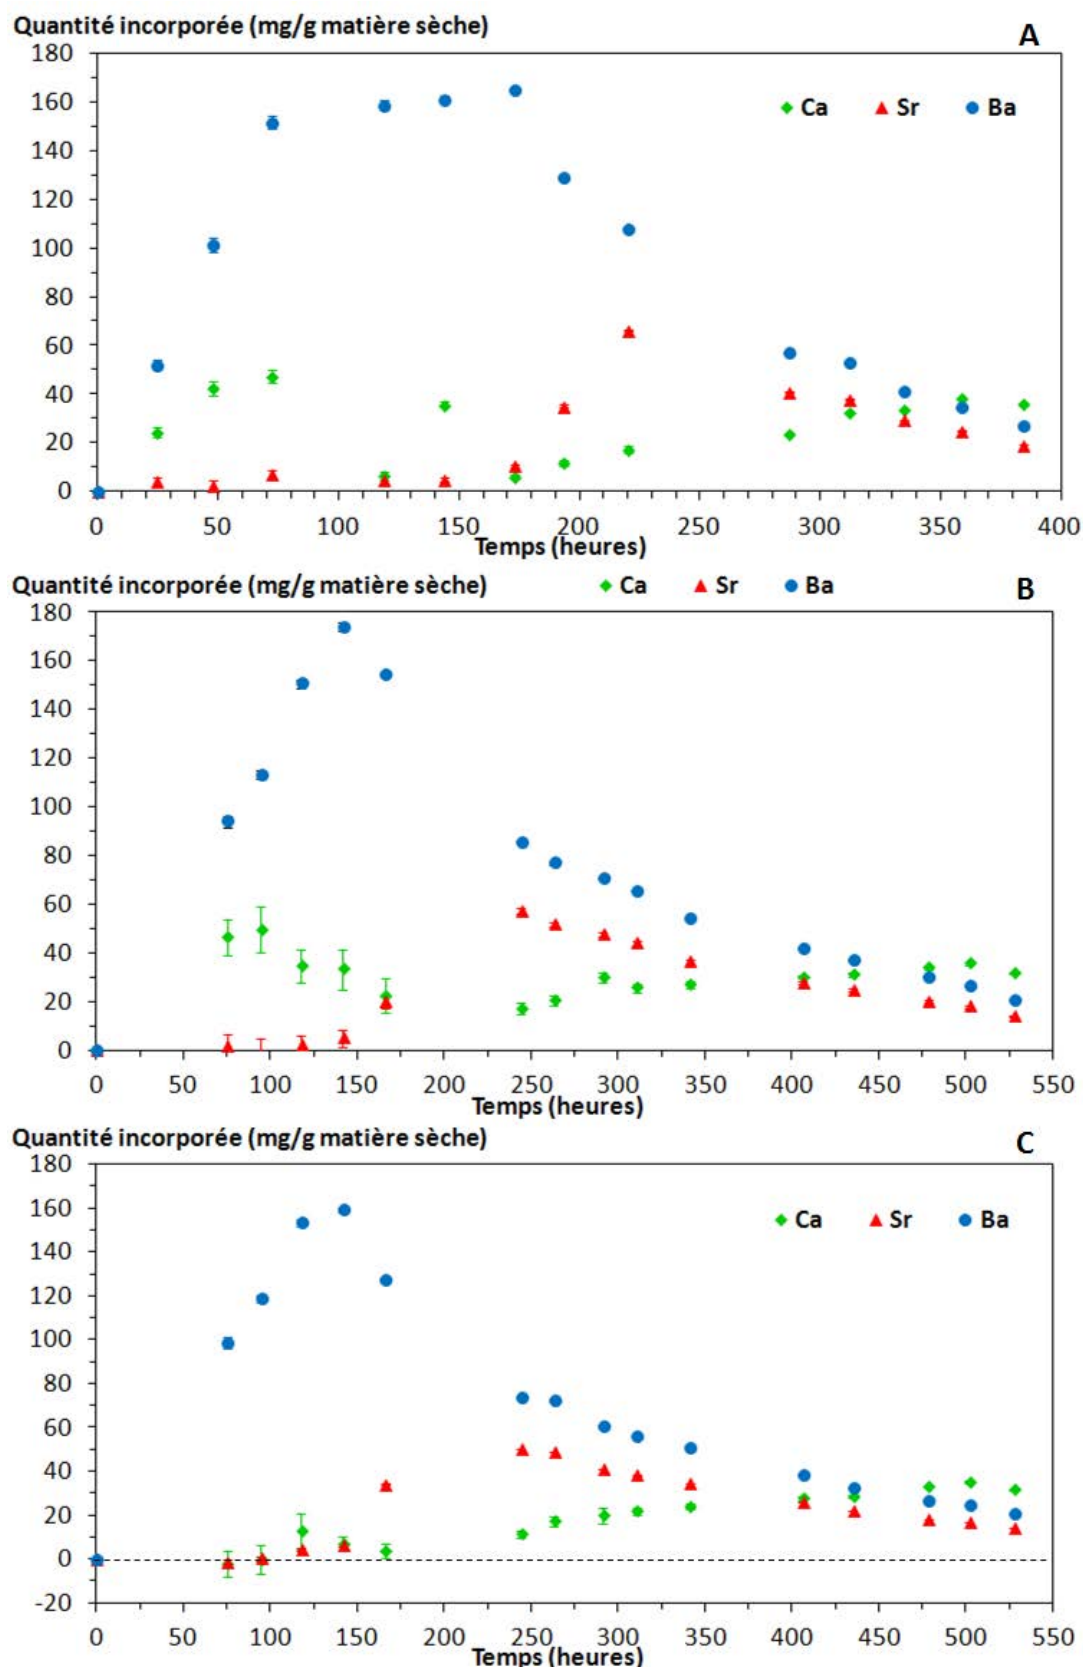 Quantité incorporée (mg/g matière sèche)
A
180
160
140
120
100
80
60
40
20
0
Ca Sr Ba
0 50 100 150 200 250 300 350 400
Temps (heures)
Quantité incorporée (mg/g matière sèche)
Ca Sr Ba
B
180
160
140
120
100
80
60
40
20
0
0 50 100 150 200 250 300 350 400 450 500 550
Temps (heures)
Quantité incorporée (mg/g matière sèche)
C
180
160
140
120
100
80
60
40
20
0
-20
Ca Sr Ba
0 50 100 150 200 250 300 350 400 450 500 550
Temps (heures)